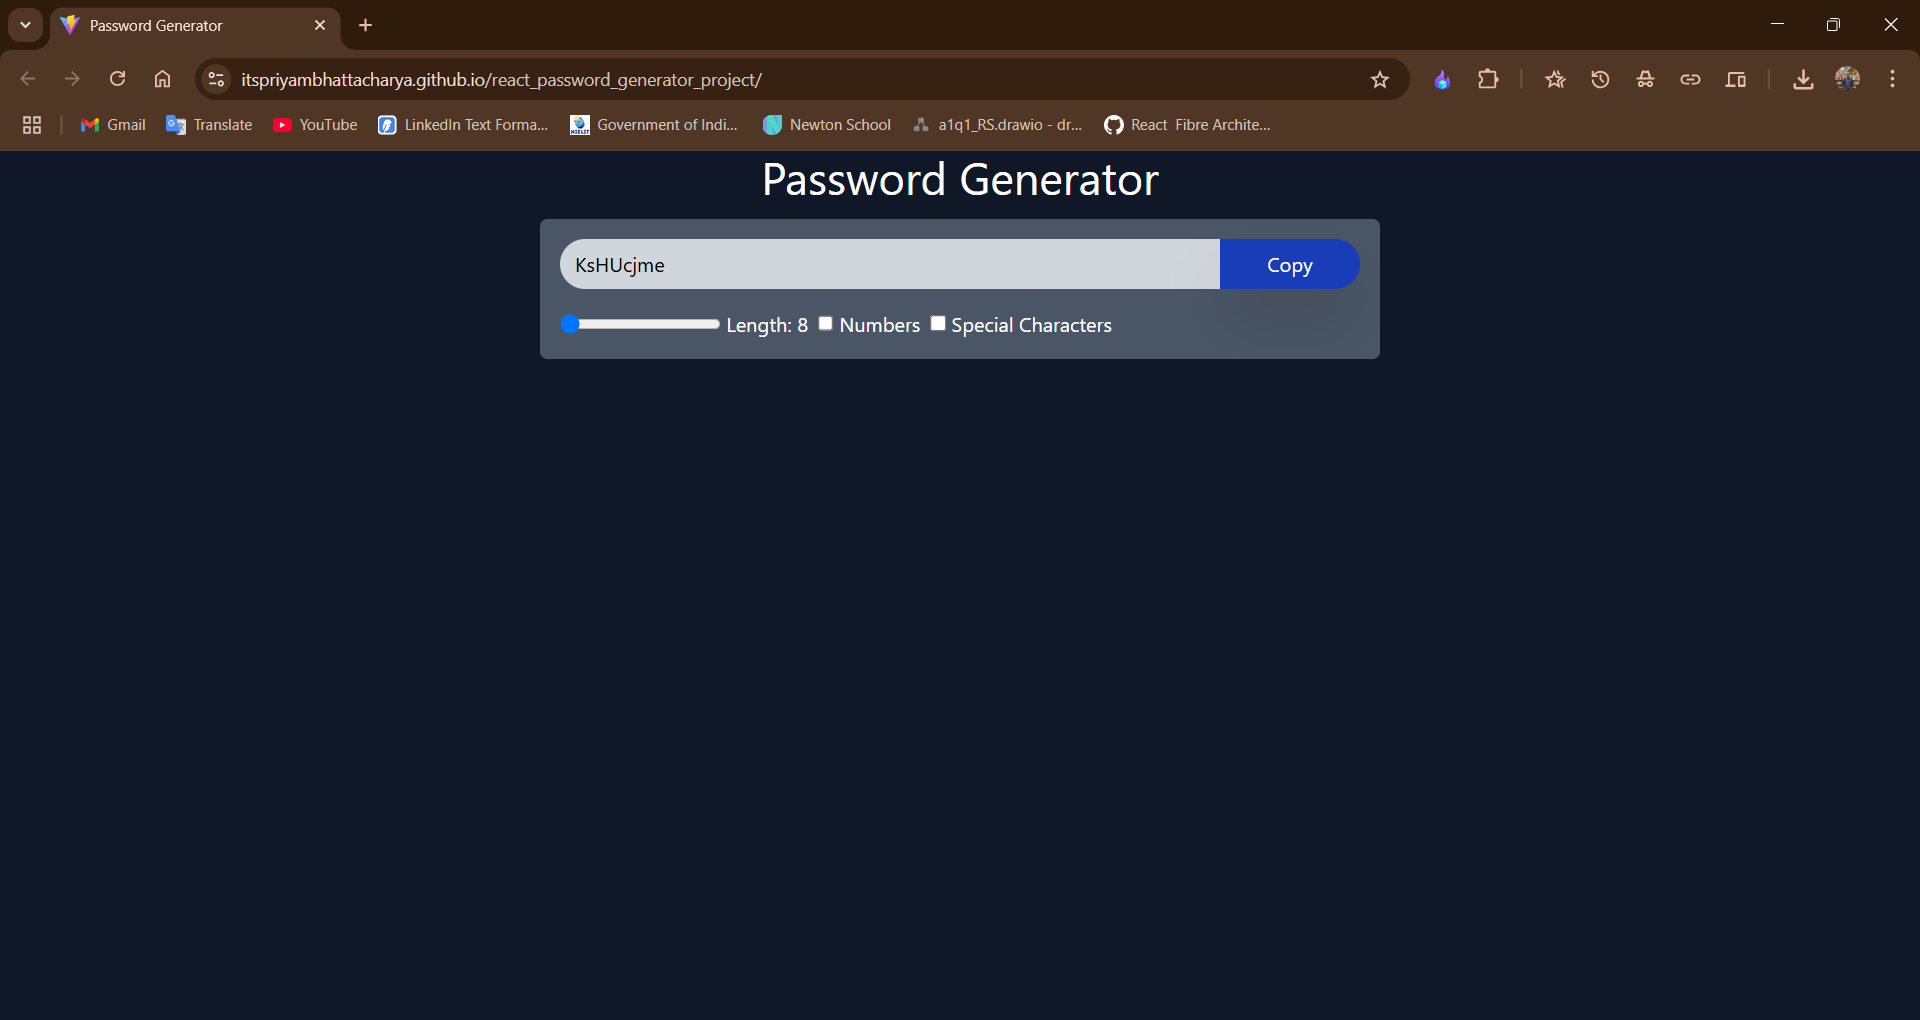 Password Generator
itspriyambhattacharya.github.io/react_password_generator_project/
Gmail
Translate
YouTube
LinkedIn Text Forma...
Government of Indi...
Newton School
a1q1_RS.drawio - dr...
React Fibre Archite...
Password Generator
KsHUcjme
Copy
Length: 8
Numbers
Special Characters